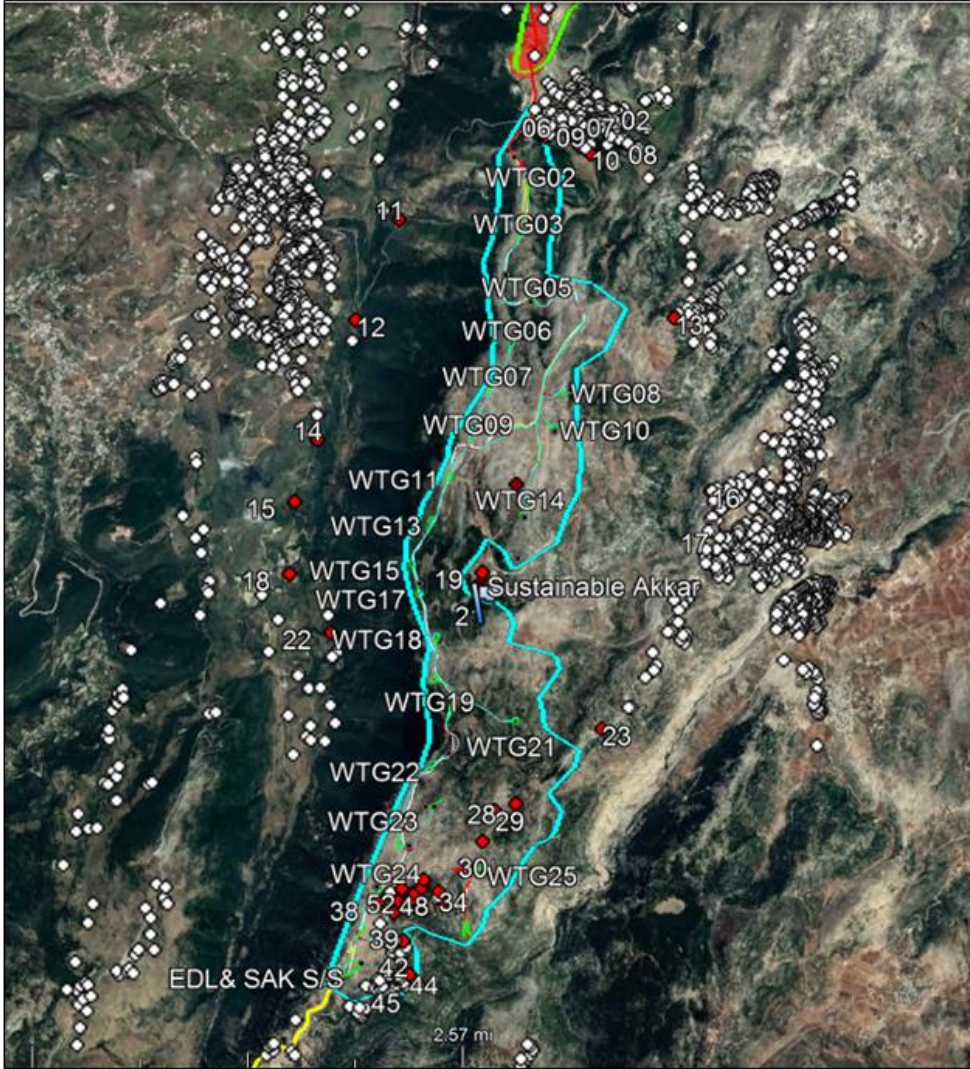 02
06
07
09
08
10
WTG02
11
WTG03
WTG05
12
13
WTG06
WTG07
WTG08
WTG09
WTG10
14
WTG11
WTG14
16
15
WTG13
17
WTG15
18
19
Sustainable Akkar
WTG17
2
22
WTG18
WTG19
23
WTG21
WTG22
28
29
WTG23
30
WTG24
WTG25
52
48
34
38
39
42
EDL& SAK S/S
44
45
2.57 mi